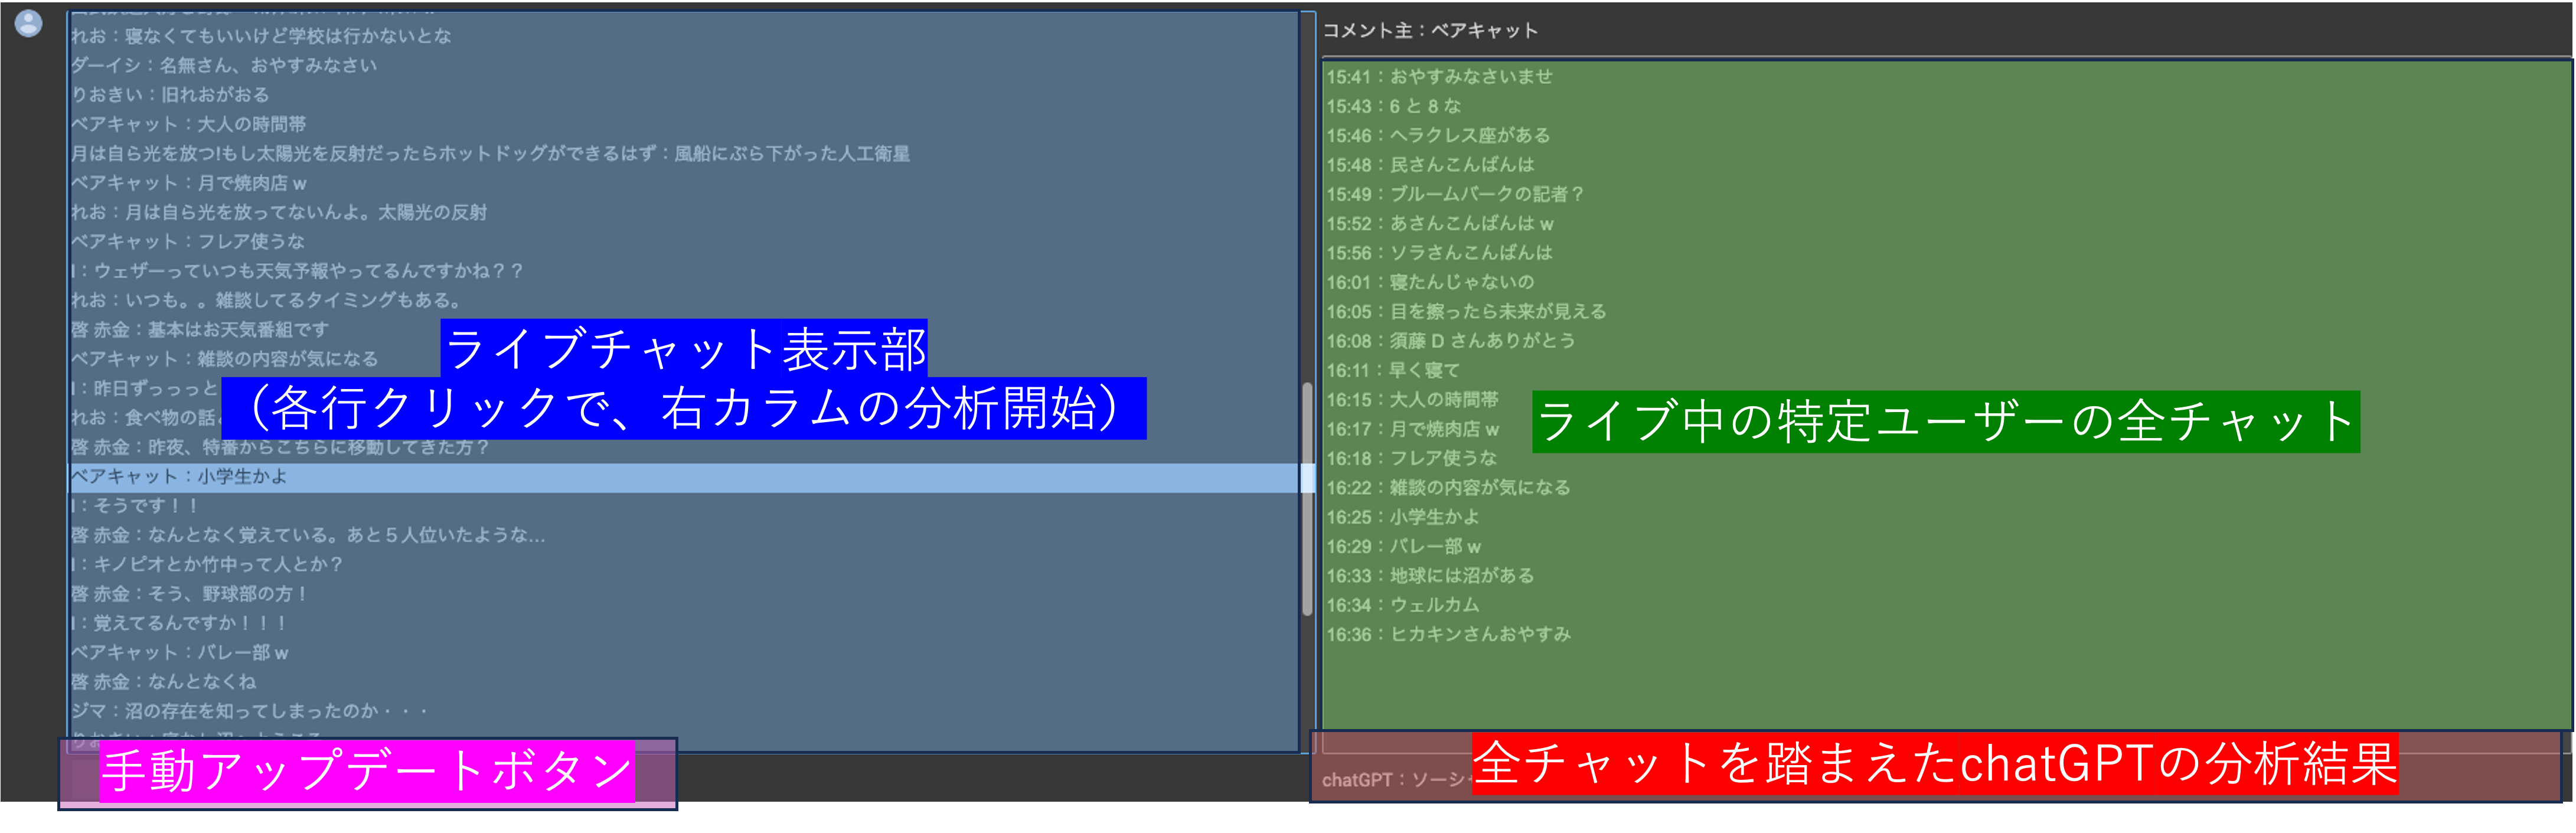 れお：寝なくてもいいけど学校は行かないとな
ダーイシ：名無さん、おやすみなさい
りおきい：旧れおがおる
ベアキャット：大人の時間帯
月は自ら光を放つ!もし太陽光を反射だったらホットドッグができるはず：風船にぶら下がった人工衛星
ベアキャット：月で焼肉店 w
れお：月は自ら光を放ってないんよ。太陽光の反射
ベアキャット：フレア使うな
I：ウェザーっていつも天気予報やってるんですかね？？
れお：いつも。。雑談してるタイミングもある。
啓 赤金：基本はお天気番組です
ベアキャット：雑談の内容が気になる
I：昨日ずっっっと
れお：食べ物の話
啓 赤金：昨夜、特番からこちらに移動してきた方？
ベアキャット：小学生かよ
I：そうです！！
啓 赤金：なんとなく覚えている。あと５人位いたような...
I：キノピオとか竹中って人とか？
啓 赤金：そう、野球部の方！
I：覚えてるんですか！！！
ベアキャット：バレー部 w
啓 赤金：なんとなくね
ジマ：沼の存在を知ってしまったのか・・・
ライブチャット表示部
（各行クリックで、右カラムの分析開始）
手動アップデートボタン
コメント主：ベアキャット
15:41：おやすみなさいませ
15:43：6 と 8 な
15:46：ヘラクレス座がある
15:48：民さんこんばんは
15:49：ブルームバークの記者？
15:52：あさんこんばんは w
15:56：ソラさんこんばんは
16:01：寝たんじゃないの
16:05：目を擦ったら未来が見える
16:08：須藤 D さんありがとう
16:11：早く寝て
16:15：大人の時間帯
16:17：月で焼肉店 w
16:18：フレア使うな
16:22：雑談の内容が気になる
16:25：小学生かよ
16:29：バレー部 w
16:33：地球には沼がある
16:34：ウェルカム
16:36：ヒカキンさんおやすみ
ライブ中の特定ユーザーの全チャット
chatGPT：ソーシ
全チャットを踏まえたchatGPTの分析結果